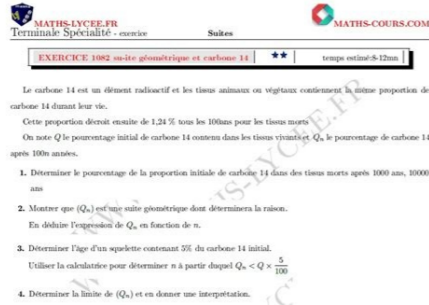 MATHS-LYCEE.FR
MATHS-COURS.COM
Terminale Spécialité - exercice Suites
EXERCICE 1082 suite géométrique et carbone 14 ★★ temps estimé:8-12mn
Le carbone 14 est un élément radioactif et les tissus animaux ou végétaux contiennent la même proportion de
carbone 14 durant leur vie.
Cette proportion décroit ensuite de 1,24 % tous les 100ans pour les tissus morts
On note Q le pourcentage initial de carbone 14 contenu dans les tissus vivants et Qₙ le pourcentage de carbone 14
après 100n années.
1. Déterminer le pourcentage de la proportion initiale de carbone 14 dans des tissus morts après 1000 ans, 10000
ans
2. Montrer que (Qₙ) est une suite géométrique dont déterminera la raison.
En déduire l'expression de Qₙ en fonction de n.
3. Déterminer l'âge d'un squelette contenant 5% du carbone 14 initial.
Utiliser la calculatrice pour déterminer n à partir duquel Qₙ < Q × 5/100
4. Déterminer la limite de (Qₙ) et en donner une interprétation.